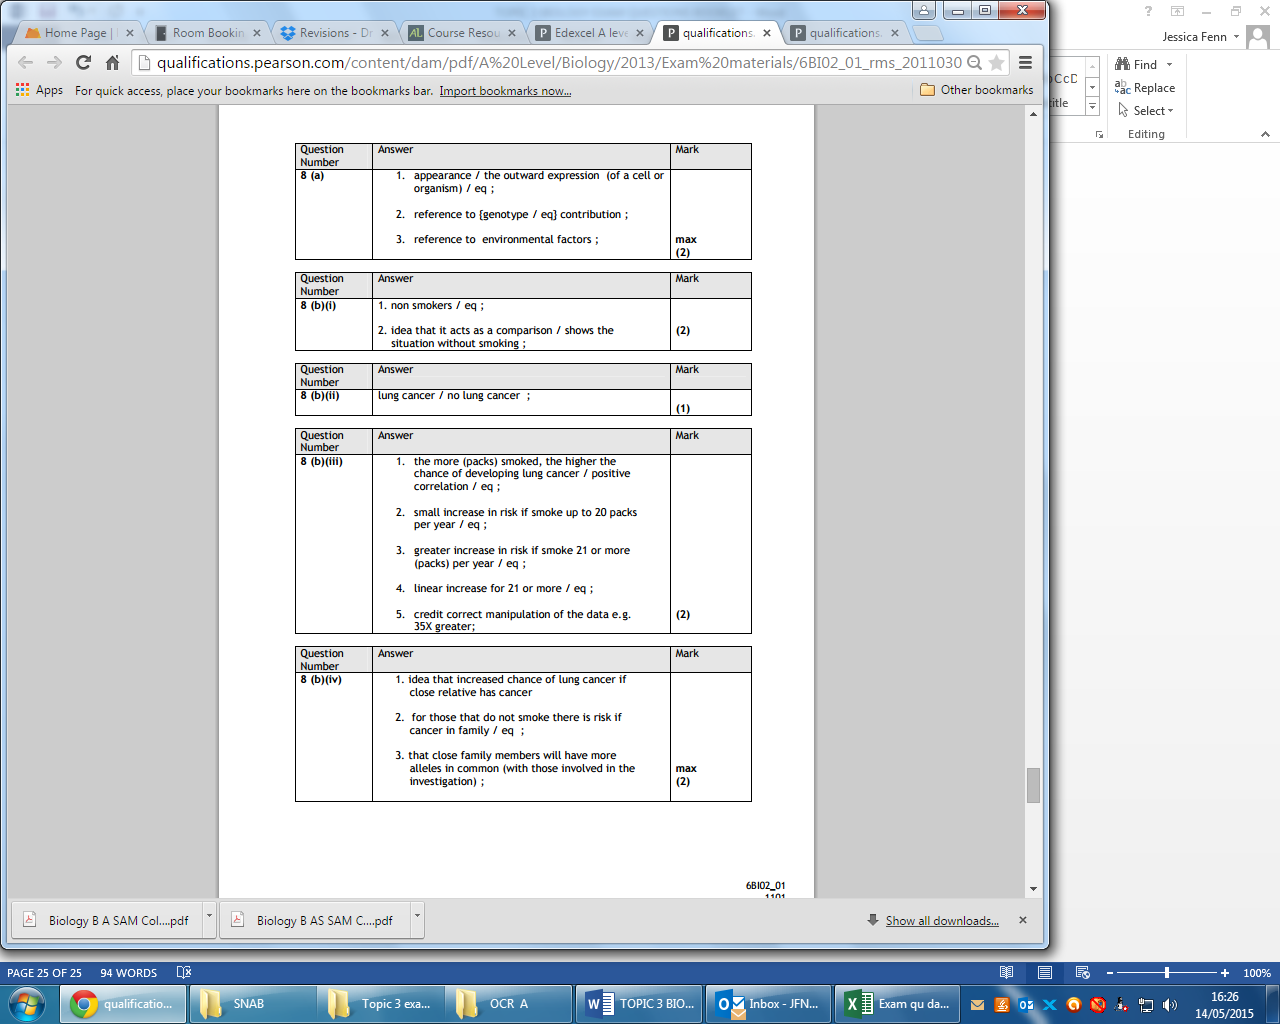 Home Page |
Room Bookin
Revisions - Dr
AL Course Resou
Edexcel A leve
qualifications.
qualifications.
Jessica Fenn
qualifications.pearson.com/content/dam/pdf/A%20Level/Biology/2013/Exam%20materials/6BI02_01_rms_2011030
Apps For quick access, place your bookmarks here on the bookmarks bar. Import bookmarks now... Other bookmarks
Find
Replace
Select
Editing
title
Question Number Answer Mark
8 (a) 1. appearance / the outward expression (of a cell or
organism) / eq ;
2. reference to {genotype / eq} contribution ;
3. reference to environmental factors ; max
(2)
Question Number Answer Mark
8 (b)(i) 1. non smokers / eq ;
2. idea that it acts as a comparison / shows the (2)
situation without smoking ;
Question Number Answer Mark
8 (b)(ii) lung cancer / no lung cancer ;
(1)
Question Number Answer Mark
8 (b)(iii) 1. the more (packs) smoked, the higher the
chance of developing lung cancer / positive
correlation / eq ;
2. small increase in risk if smoke up to 20 packs
per year / eq ;
3. greater increase in risk if smoke 21 or more
(packs) per year / eq ;
4. linear increase for 21 or more / eq ;
5. credit correct manipulation of the data e.g. (2)
35X greater;
Question Number Answer Mark
8 (b)(iv) 1. idea that increased chance of lung cancer if
close relative has cancer
2. for those that do not smoke there is risk if
cancer in family / eq ;
3. that close family members will have more
alleles in common (with those involved in the max
investigation) ; (2)
6BI02_01
1101
Biology B A SAM Col....pdf
Biology B AS SAM C....pdf
Show all downloads...
PAGE 25 OF 25 94 WORDS 100%
qualificatio...
SNAB
Topic 3 exa...
OCR A
TOPIC 3 BIO...
Inbox - JFN...
Exam qu da...
16:26
14/05/2015